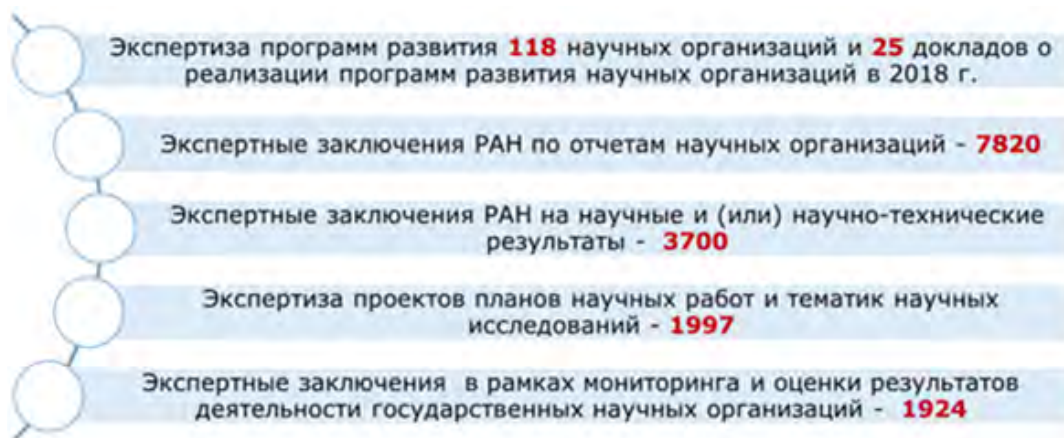 Экспертиза программ развития 118 научных организаций и 25 докладов о
реализации программ развития научных организаций в 2018 г.
Экспертные заключения РАН по отчетам научных организаций - 7820
Экспертные заключения РАН на научные и (или) научно-технические
результаты - 3700
Экспертиза проектов планов научных работ и тематик научных
исследований - 1997
Экспертные заключения в рамках мониторинга и оценки результатов
деятельности государственных научных организаций - 1924